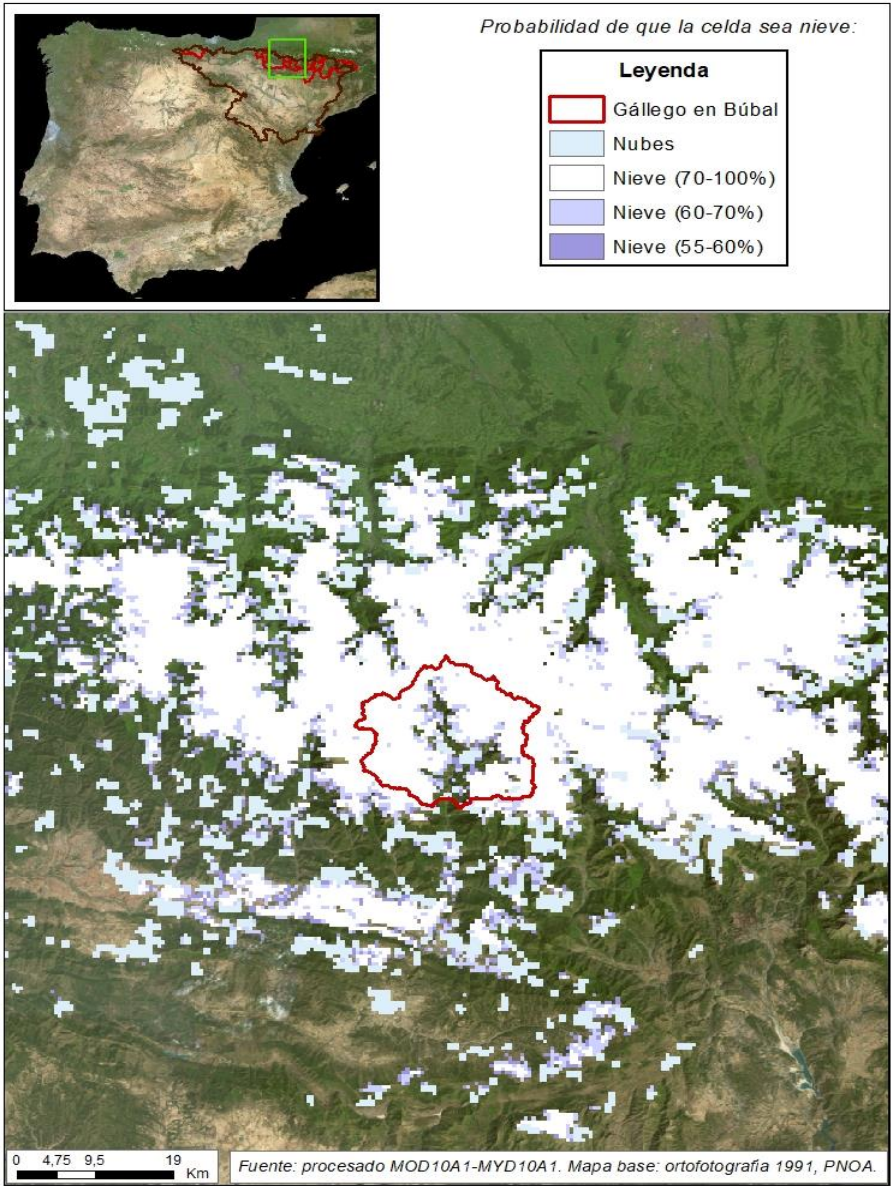 Probabilidad de que la celda sea nieve:
Leyenda
Gállego en Búbal
Nubes
Nieve (70-100%)
Nieve (60-70%)
Nieve (55-60%)
0 4,75 9,5 19
Km
Fuente: procesado MOD10A1-MYD10A1. Mapa base: ortofotografía 1991, PNOA.